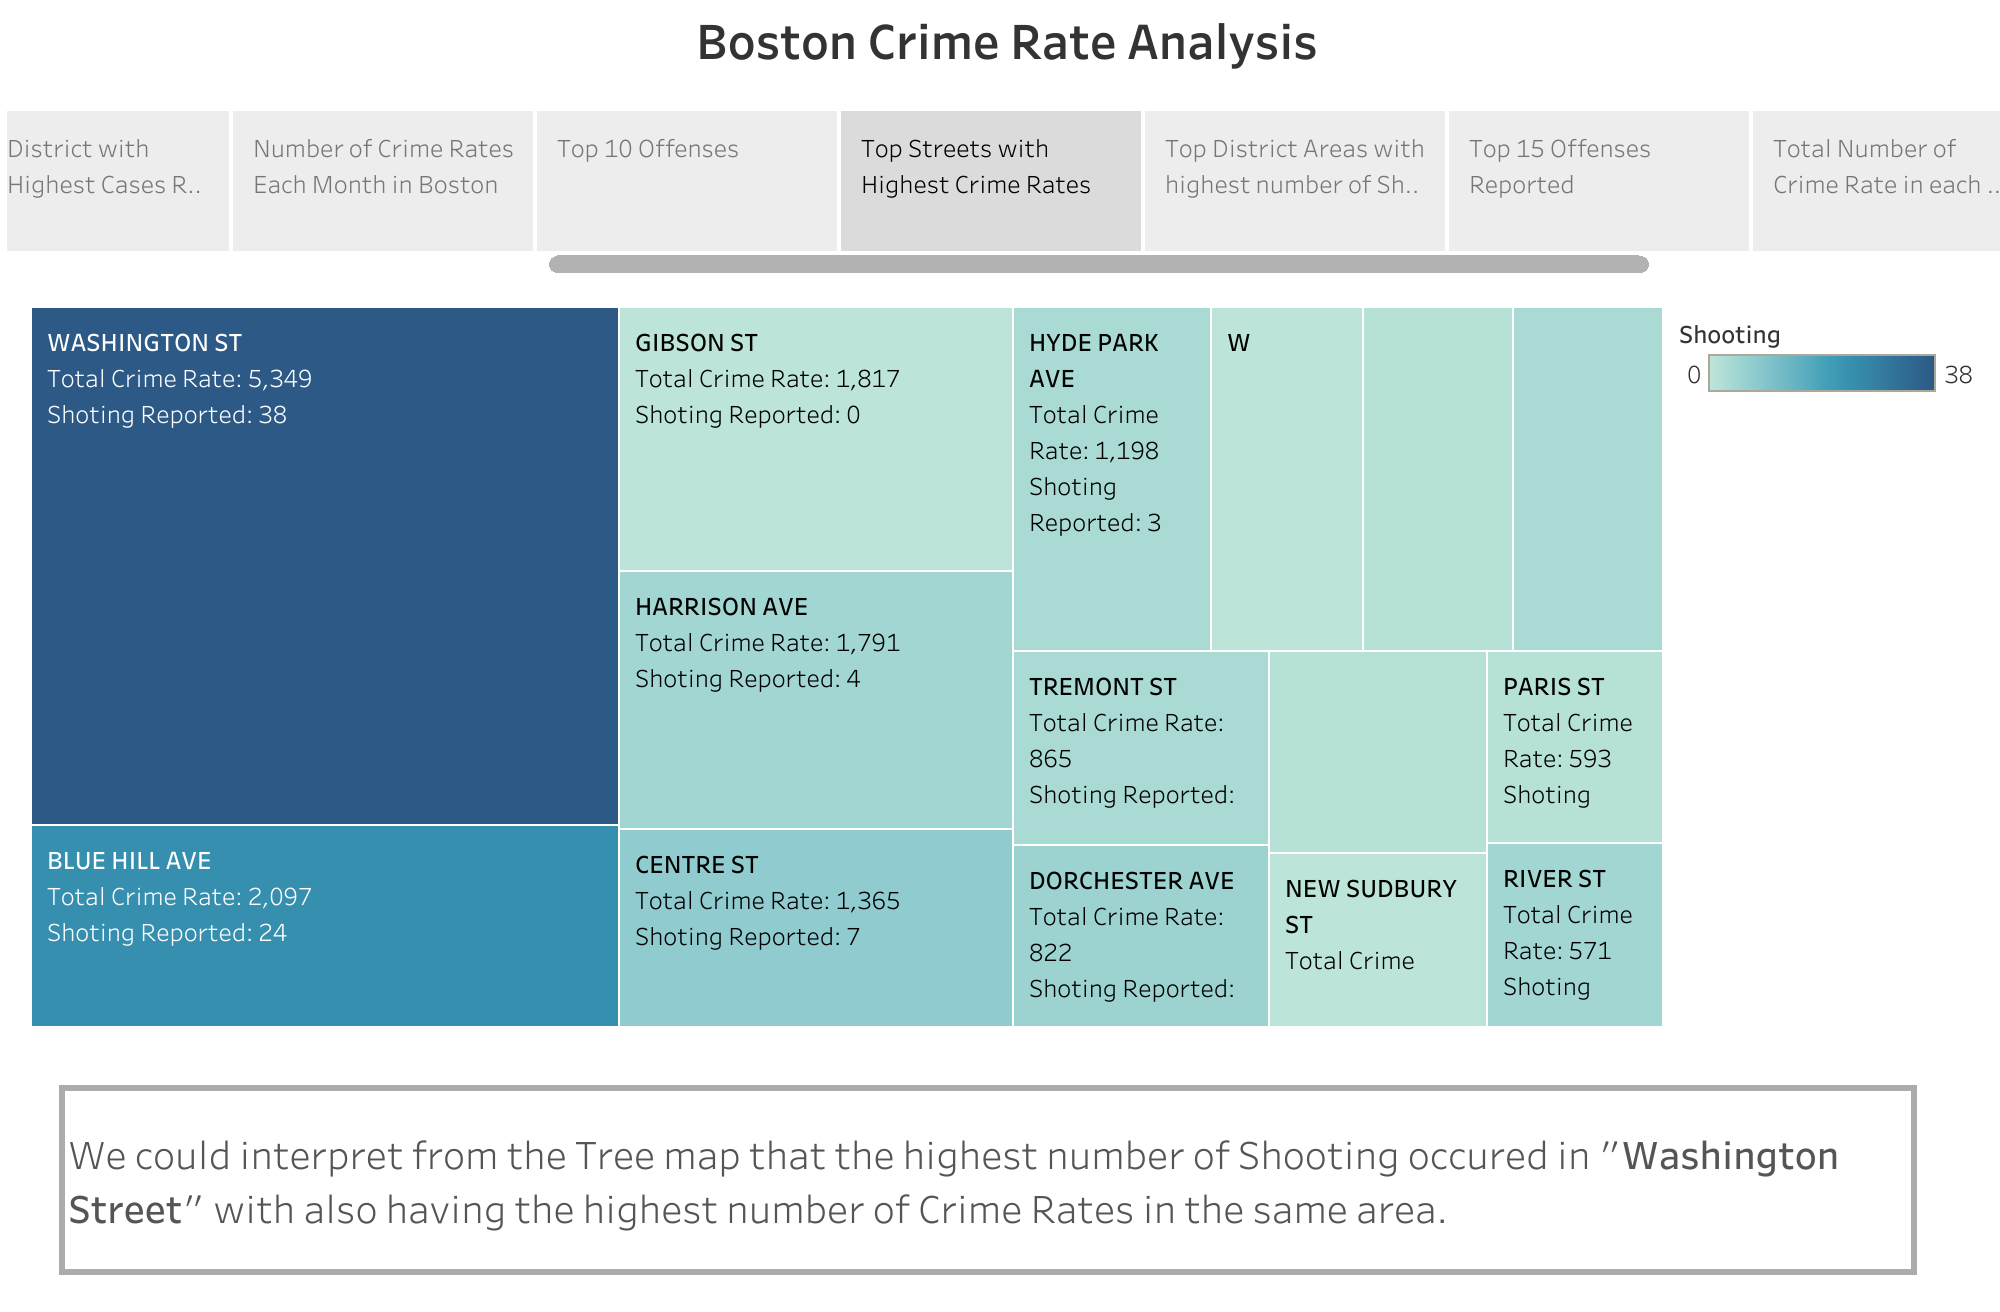 Boston Crime Rate Analysis
District with
Highest Cases R..
Number of Crime Rates
Each Month in Boston
Top 10 Offenses
Top Streets with
Highest Crime Rates
Top District Areas with
highest number of Sh..
Top 15 Offenses
Reported
Total Number of
Crime Rate in each ..
WASHINGTON ST
Total Crime Rate: 5,349
Shoting Reported: 38
BLUE HILL AVE
Total Crime Rate: 2,097
Shoting Reported: 24
GIBSON ST
Total Crime Rate: 1,817
Shoting Reported: 0
HARRISON AVE
Total Crime Rate: 1,791
Shoting Reported: 4
CENTRE ST
Total Crime Rate: 1,365
Shoting Reported: 7
HYDE PARK
AVE
Total Crime
Rate: 1,198
Shoting
Reported: 3
W
TREMONT ST
Total Crime Rate:
865
Shoting Reported:
DORCHESTER AVE
Total Crime Rate:
822
Shoting Reported:
NEW SUDBURY
ST
Total Crime
PARIS ST
Total Crime
Rate: 593
Shoting
RIVER ST
Total Crime
Rate: 571
Shoting
Shooting
0
38
We could interpret from the Tree map that the highest number of Shooting occured in "Washington
Street" with also having the highest number of Crime Rates in the same area.